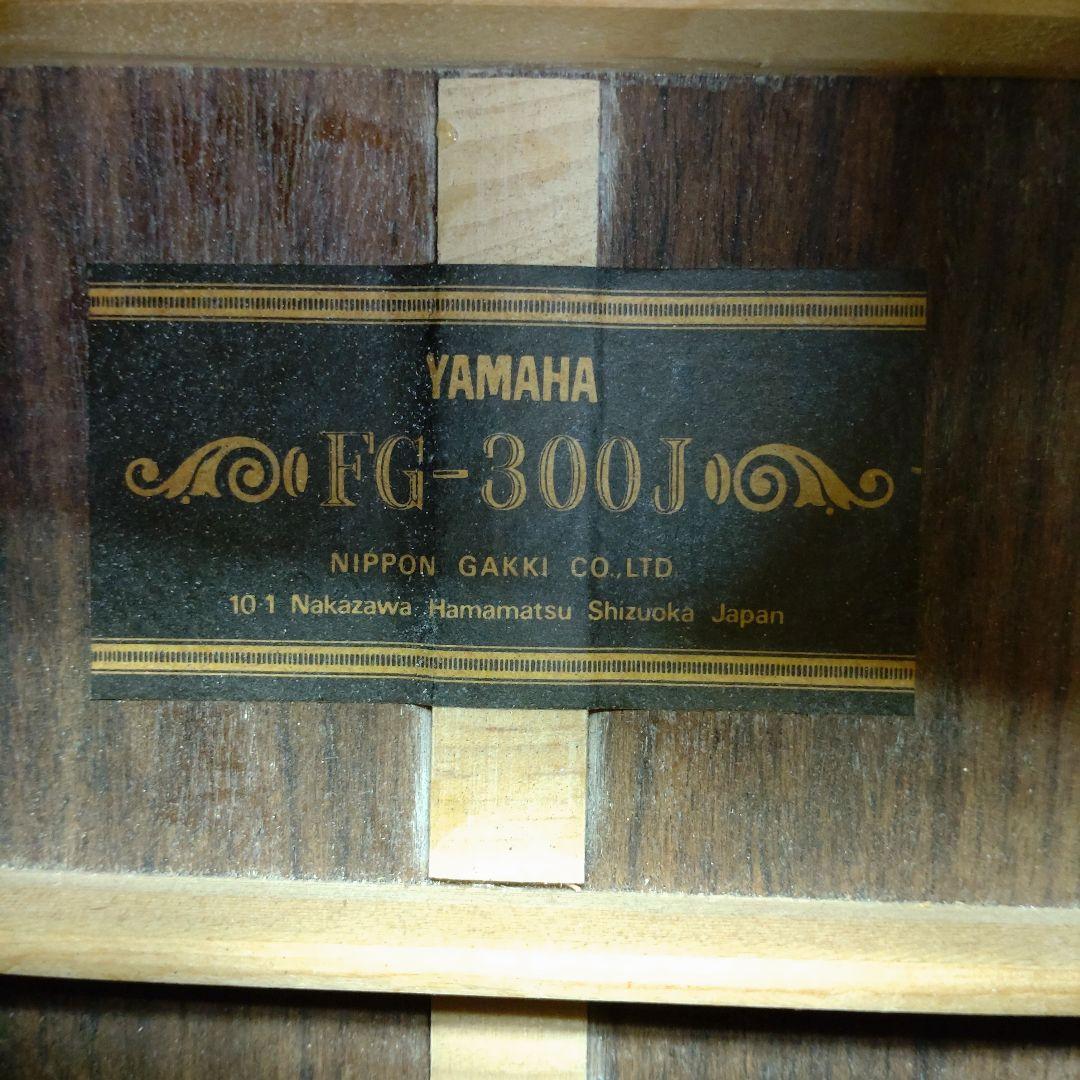 YAMAHA
FG-300J
NIPPON GAKKI CO.,LTD
10-1 Nakazawa Hamamatsu Shizuoka Japan